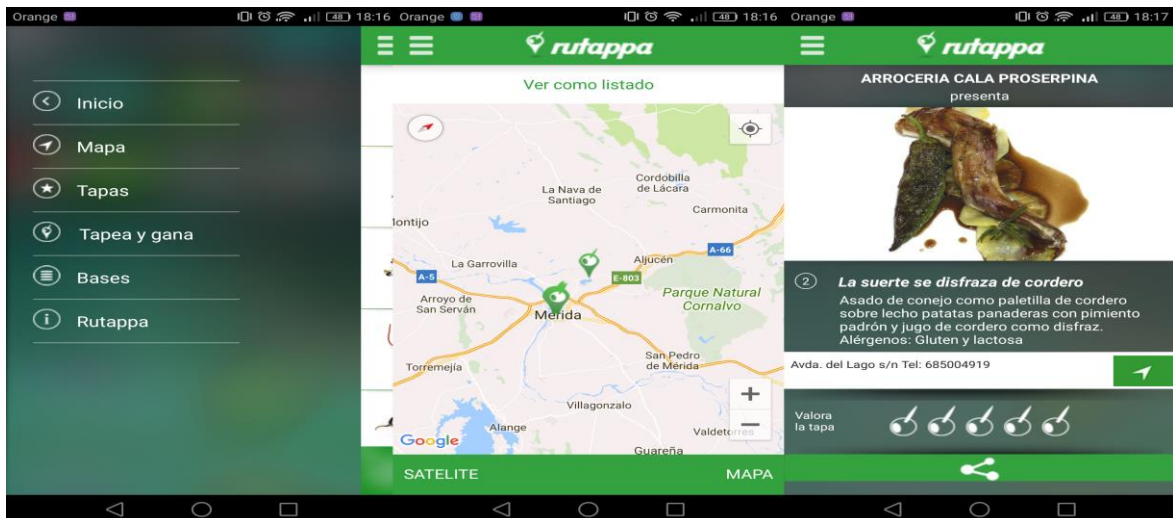 Orange 48 18:16
Inicio
Mapa
Tapas
Tapea y gana
Bases
Rutappa
Orange 48 18:16
rutappa
Ver como listado
Cordobilla
de Lácara
La Nava de
Santiago
Carmonita
Montijo
A-66
La Garrovilla
Aljucén
A-5
E-803
Arroyo de
San Serván
Parque Natural
Cornalvo
Mérida
San Pedro
de Mérida
Torremejía
+
Villagonzalo
−
Alange
Google
Guareña
SATELITE MAPA
Orange 48 18:17
rutappa
ARROCERIA CALA PROSERPINA
presenta
2 La suerte se disfraza de cordero
Asado de conejo como paletilla de cordero
sobre lecho patatas panaderas con pimiento
padrón y jugo de cordero como disfraz.
Alérgenos: Gluten y lactosa
Avda. del Lago s/n Tel: 685004919
Valora
la tapa